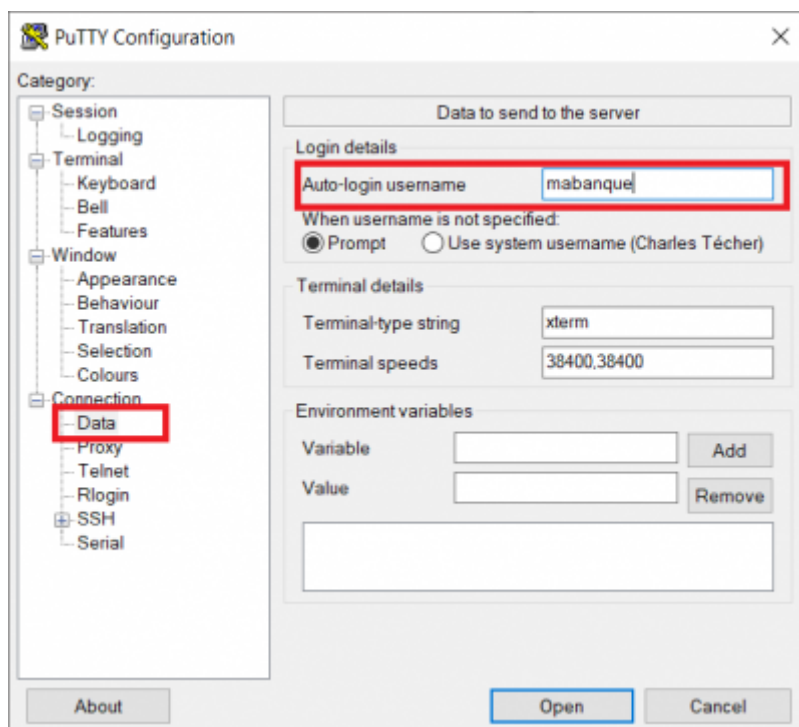 PuTTY Configuration
Category:
Session
Logging
Terminal
Keyboard
Bell
Features
Window
Appearance
Behaviour
Translation
Selection
Colours
Connection
Data
Proxy
Telnet
Rlogin
SSH
Serial
Data to send to the server
Login details
Auto-login username mabanque
When username is not specified:
Prompt Use system username (Charles Técher)
Terminal details
Terminal-type string xterm
Terminal speeds 38400,38400
Environment variables
Variable Add
Value Remove
About Open Cancel